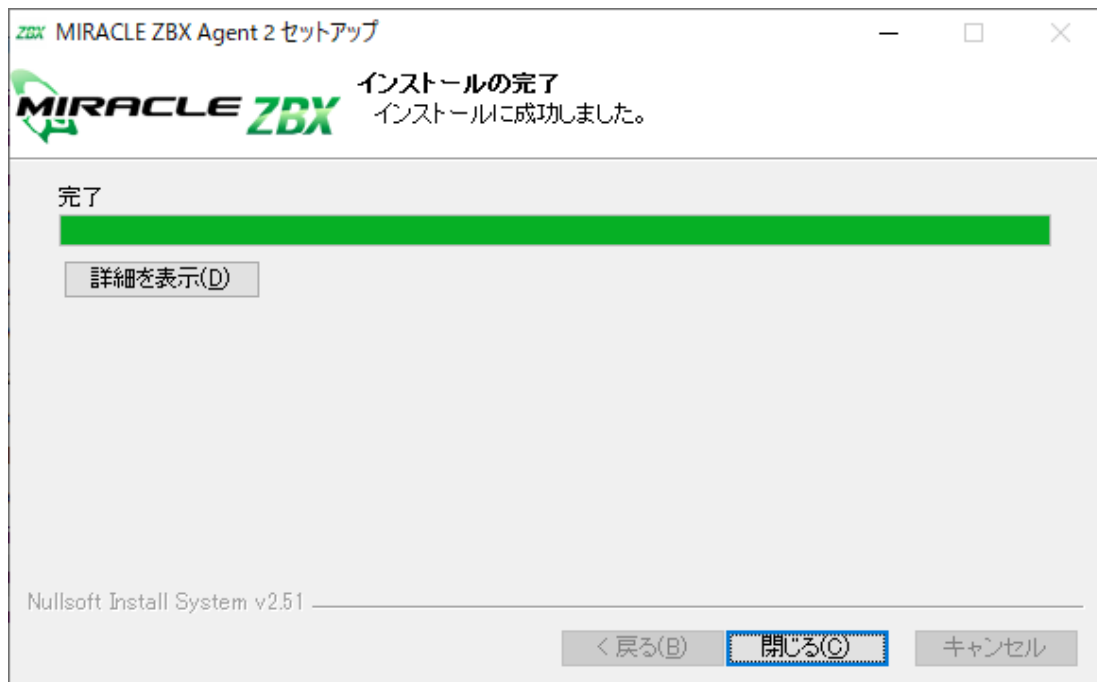 ZBX MIRACLE ZBX Agent 2 セットアップ
MIRACLE ZBX
インストールの完了
インストールに成功しました。
完了
詳細を表示(D)
Nullsoft Install System v2.51
< 戻る(B)
閉じる(C)
キャンセル